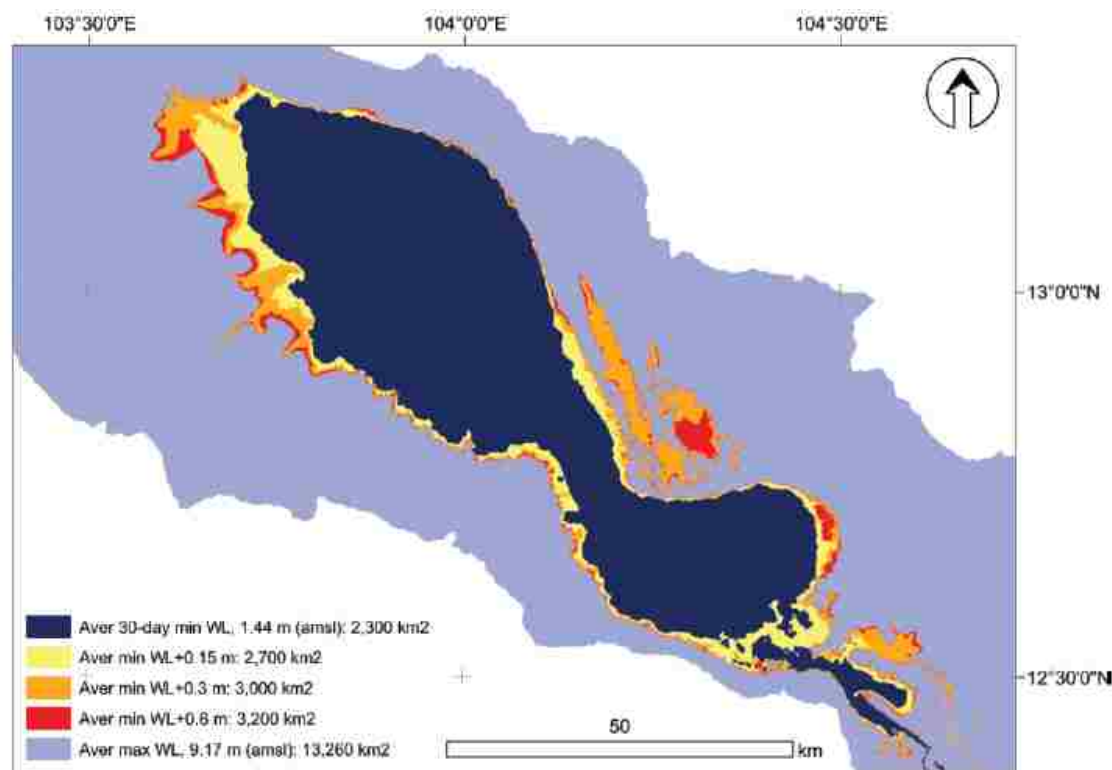 103°30'0"E 104°0'0"E 104°30'0"E
13°0'0"N
Aver 30-day min WL, 1.44 m (amsl): 2,300 km2
Aver min WL+0.15 m: 2,700 km2
12°30'0"N
Aver min WL+0.3 m: 3,000 km2
Aver min WL+0.6 m: 3,200 km2
50
Aver max WL, 9.17 m (amsl): 13,260 km2
km